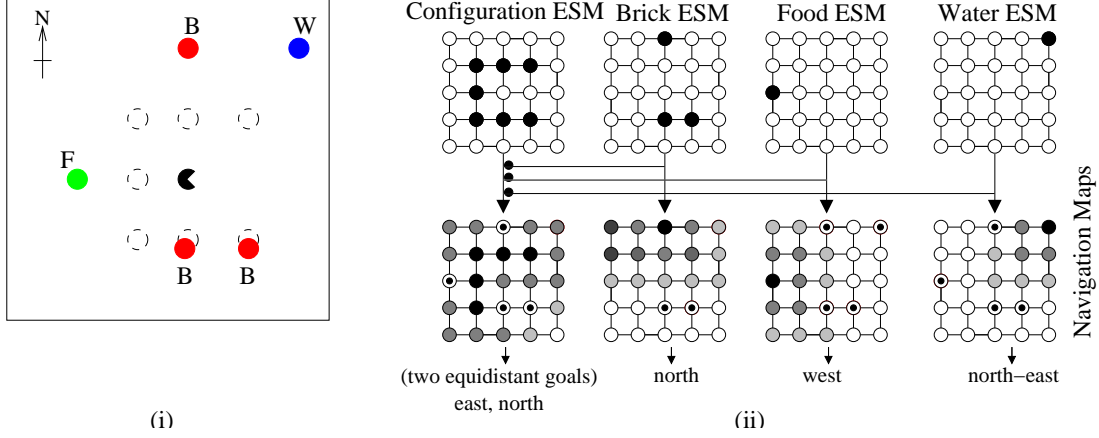 N
B
W
F
B
B
(i)
Configuration ESM
Brick ESM
Food ESM
Water ESM
Navigation Maps
(two equidistant goals)
east, north
north
west
north−east
(ii)